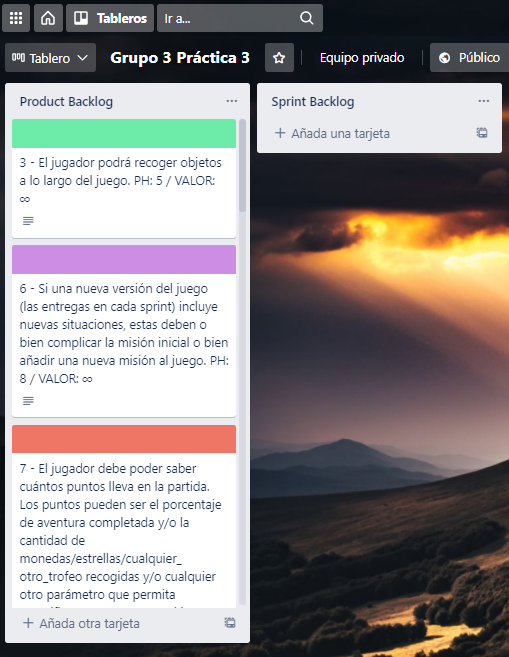 Tableros
Ir a...
Tablero
Grupo 3 Práctica 3
Equipo privado
Público
Product Backlog
3 - El jugador podrá recoger objetos
a lo largo del juego. PH: 5 / VALOR:
∞
6 - Si una nueva versión del juego
(las entregas en cada sprint) incluye
nuevas situaciones, estas deben o
bien complicar la misión inicial o bien
añadir una nueva misión al juego. PH:
8 / VALOR: ∞
7 - El jugador debe poder saber
cuántos puntos lleva en la partida.
Los puntos pueden ser el porcentaje
de aventura completada y/o la
cantidad de
monedas/estrellas/cualquier_
otro_trofeo recogidas y/o cualquier
otro parámetro que permita
+ Añada otra tarjeta
Sprint Backlog
+ Añada una tarjeta